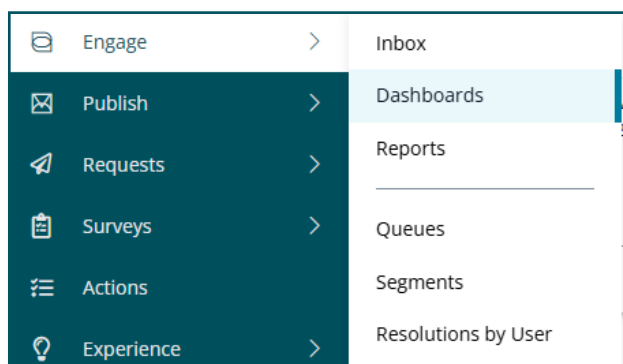 Engage
Publish
Requests
Surveys
Actions
Experience
Inbox
Dashboards
Reports
Queues
Segments
Resolutions by User